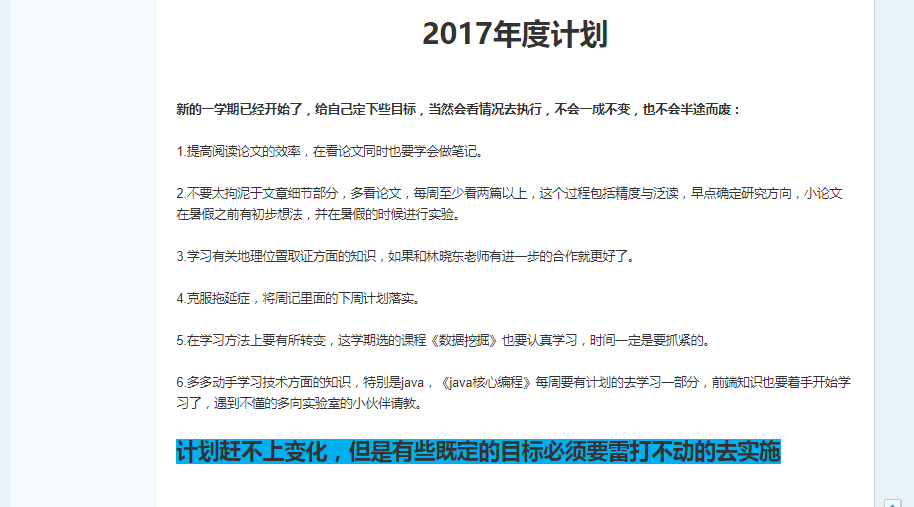 2017年度计划
新的一学期已经开始了，给自己定下些目标，当然会看情况去执行，不会一成不变，也不会半途而废：
1.提高阅读论文的效率，在看论文同时也要学会做笔记。
2.不要太拘泥于文章细节部分，多看论文，每周至少看两篇以上，这个过程包括精度与泛读，早点确定研究方向，小论文
在暑假之前有初步想法，并在暑假的时候进行实验。
3.学习有关地理位置取证方面的知识，如果和林晓东老师有进一步的合作就更好了。
4.克服拖延症，将周记里面的下周计划落实。
5.在学习方法上要有所转变，这学期选的课程《数据挖掘》也要认真学习，时间一定是要抓紧的。
6.多多动手学习技术方面的知识，特别是java，《java核心编程》每周要有计划的去学习一部分，前端知识也要着手开始学
习了，遇到不懂的多向实验室的小伙伴请教。
计划赶不上变化，但是有些既定的目标必须要雷打不动的去实施